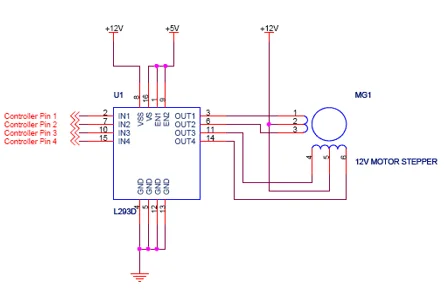 +12V
+5V
+12V
U1
MG1
8
16
1
9
VSS
VS
EN1
EN2
Controller Pin 1
2
IN1
OUT1
3
1
Controller Pin 2
7
IN2
OUT2
6
2
Controller Pin 3
10
IN3
OUT3
11
3
Controller Pin 4
15
IN4
OUT4
14
4
5
6
12V MOTOR STEPPER
GND
GND
GND
GND
L293D
4
5
12
13